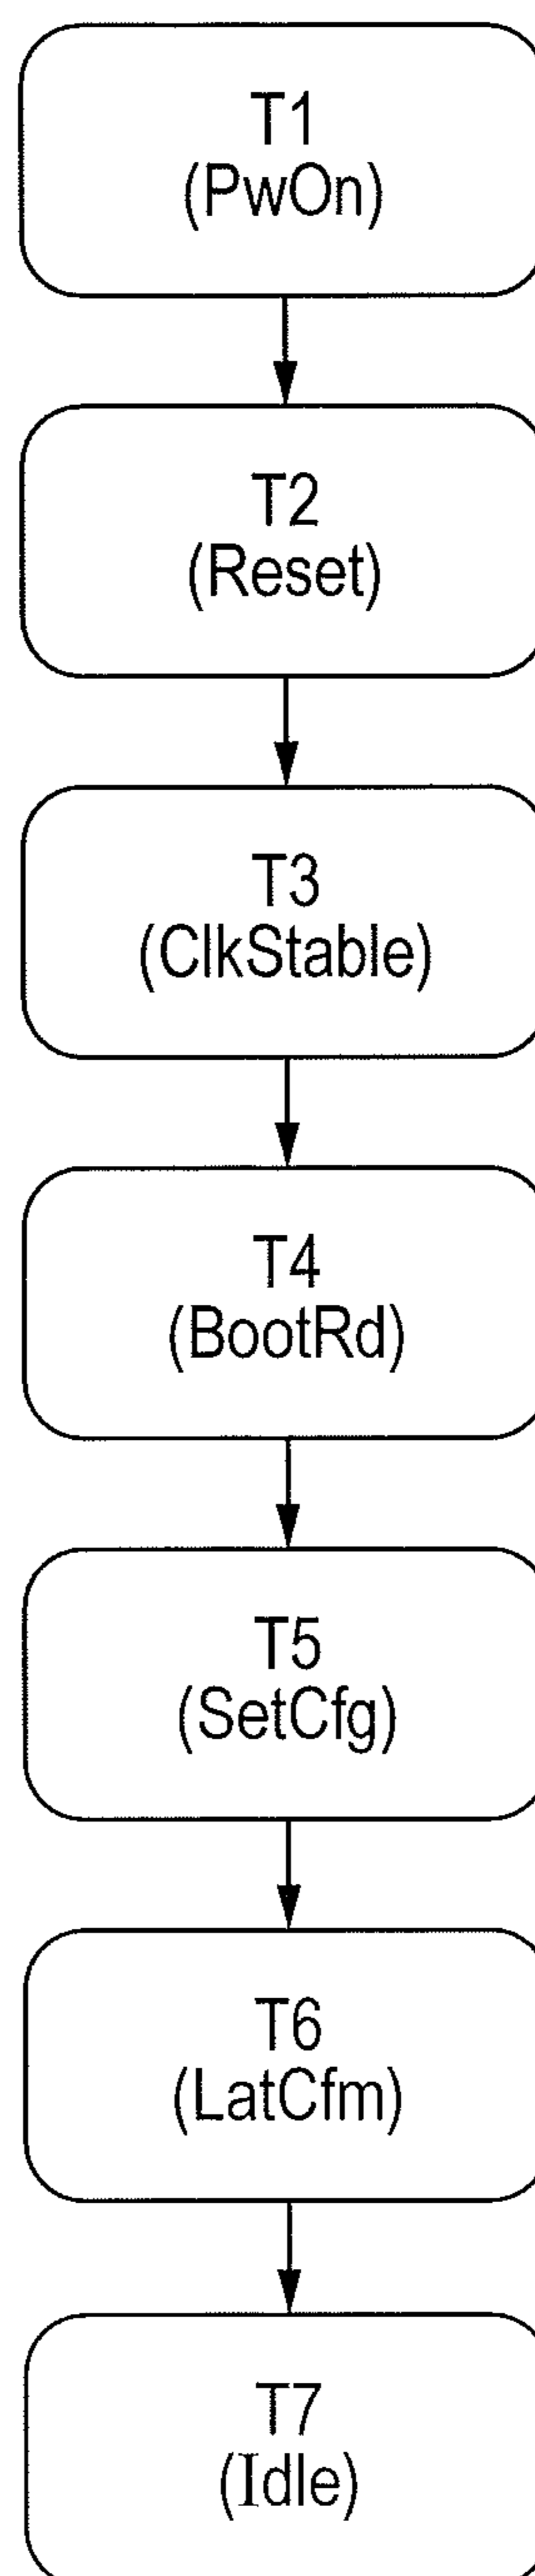 T1
(PwOn)
T2
(Reset)
T3
(ClkStable)
T4
(BootRd)
T5
(SetCfg)
T6
(LatCfm)
T7
(Idle)